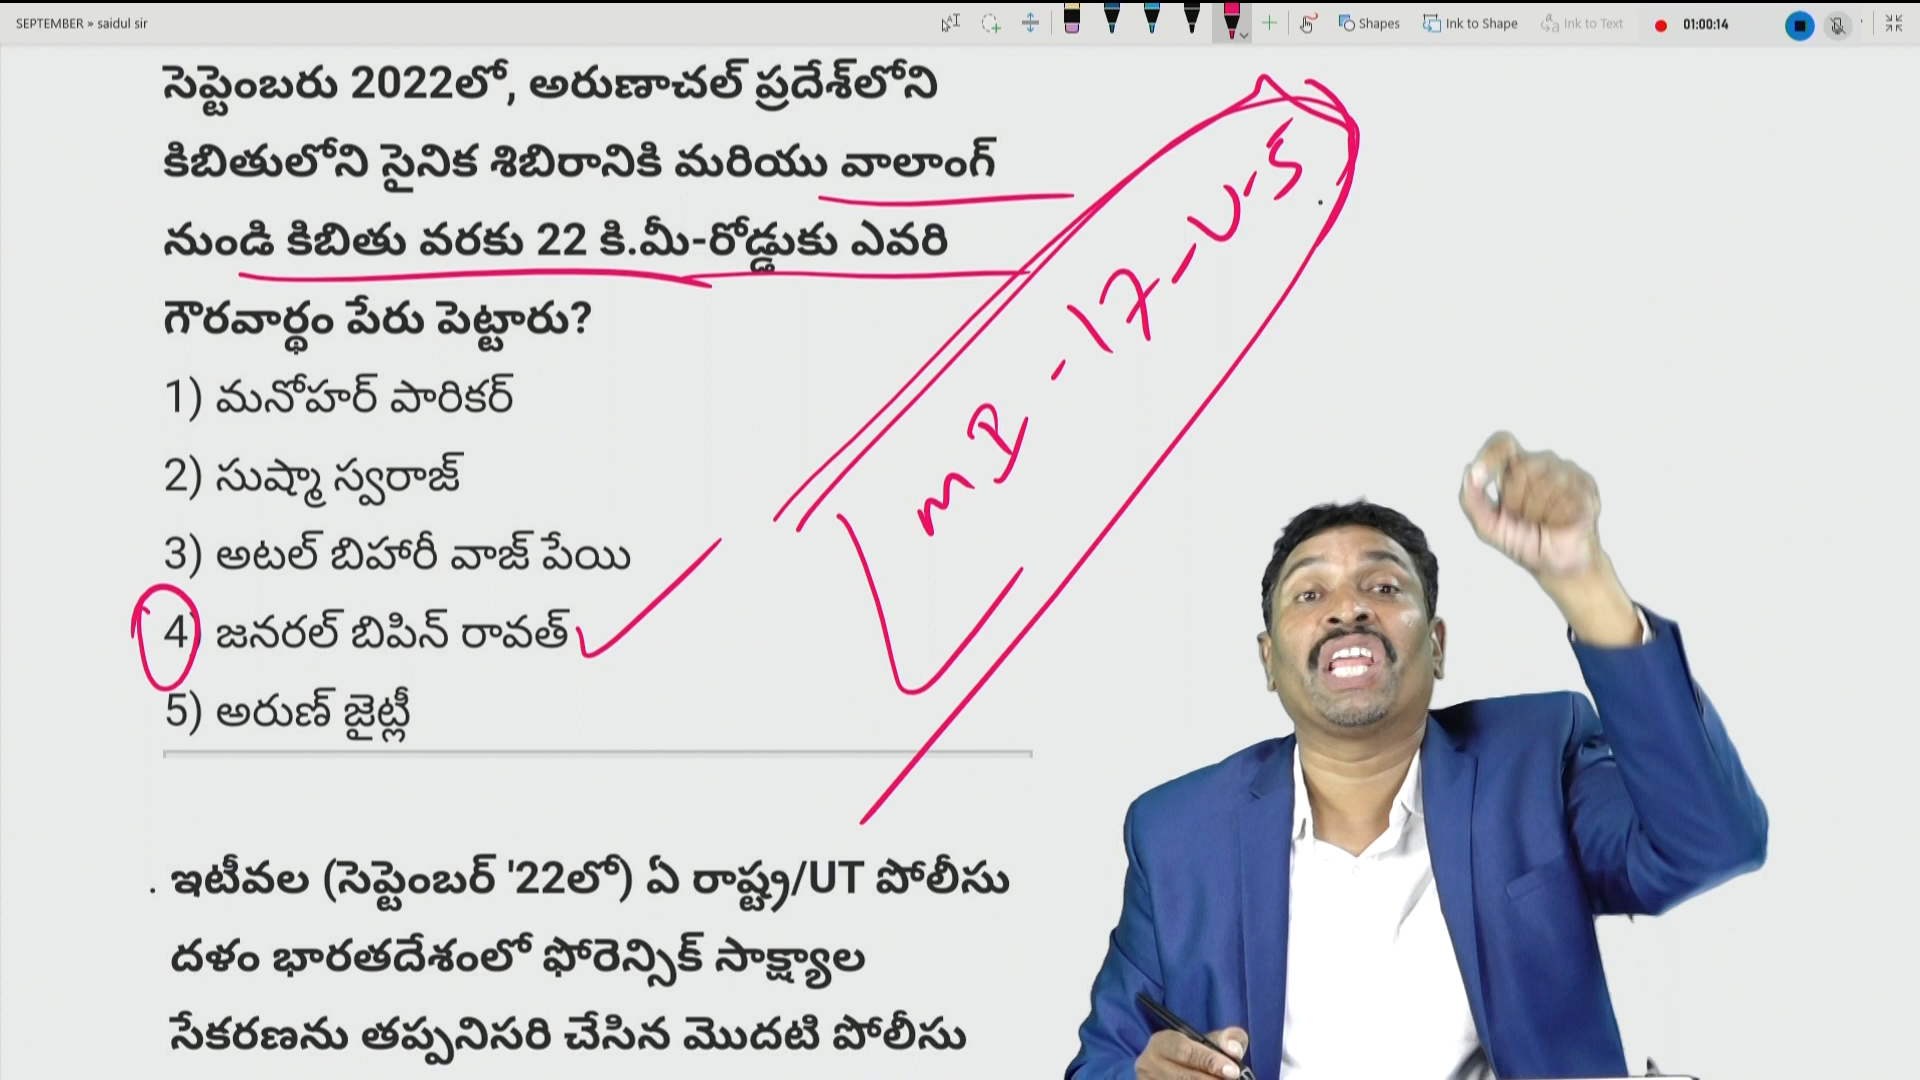 SEPTEMBER » saidul sir
Shapes
Ink to Shape
Ink to Text
01:00:14
సెప్టెంబరు 2022లో, అరుణాచల్ ప్రదేశ్‌లోని
కిబితులోని సైనిక శిబిరానికి మరియు వాలాంగ్
నుండి కిబితు వరకు 22 కి.మీ-రోడ్డుకు ఎవరి
గౌరవార్థం పేరు పెట్టారు?
1) మనోహర్ పారికర్
2) సుష్మా స్వరాజ్
3) అటల్ బిహారీ వాజ్ పేయి
4) జనరల్ బిపిన్ రావత్
5) అరుణ్ జైట్లీ
MI-17-V-5
. ఇటీవల (సెప్టెంబర్ '22లో) ఏ రాష్ట్ర/UT పోలీసు
దళం భారతదేశంలో ఫోరెన్సిక్ సాక్ష్యాల
సేకరణను తప్పనిసరి చేసిన మొదటి పోలీసు